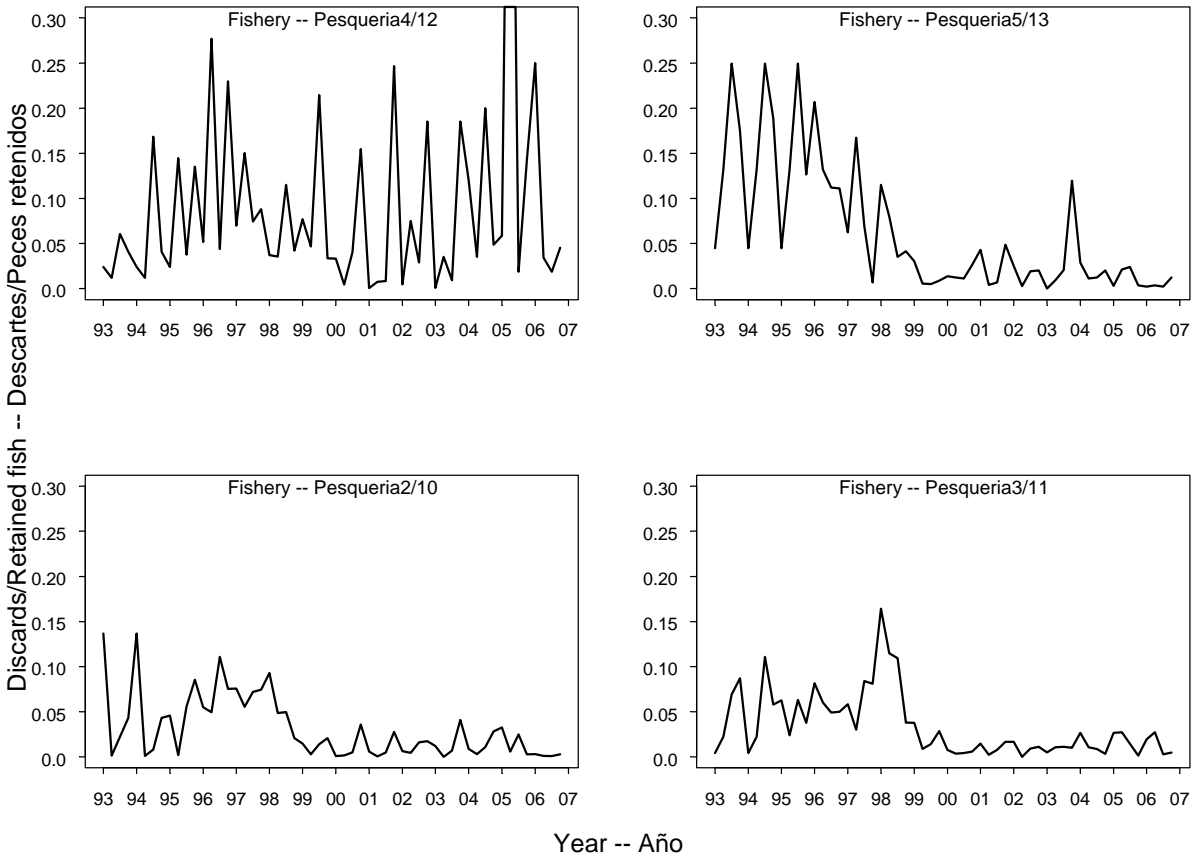 Discards/Retained fish -- Descartes/Peces retenidos
Fishery -- Pesqueria4/12
0.30
0.25
0.20
0.15
0.10
0.05
0.0
93 94 95 96 97 98 99 00 01 02 03 04 05 06 07
Fishery -- Pesqueria5/13
0.30
0.25
0.20
0.15
0.10
0.05
0.0
93 94 95 96 97 98 99 00 01 02 03 04 05 06 07
Fishery -- Pesqueria2/10
0.30
0.25
0.20
0.15
0.10
0.05
0.0
93 94 95 96 97 98 99 00 01 02 03 04 05 06 07
Fishery -- Pesqueria3/11
0.30
0.25
0.20
0.15
0.10
0.05
0.0
93 94 95 96 97 98 99 00 01 02 03 04 05 06 07
Year -- Año